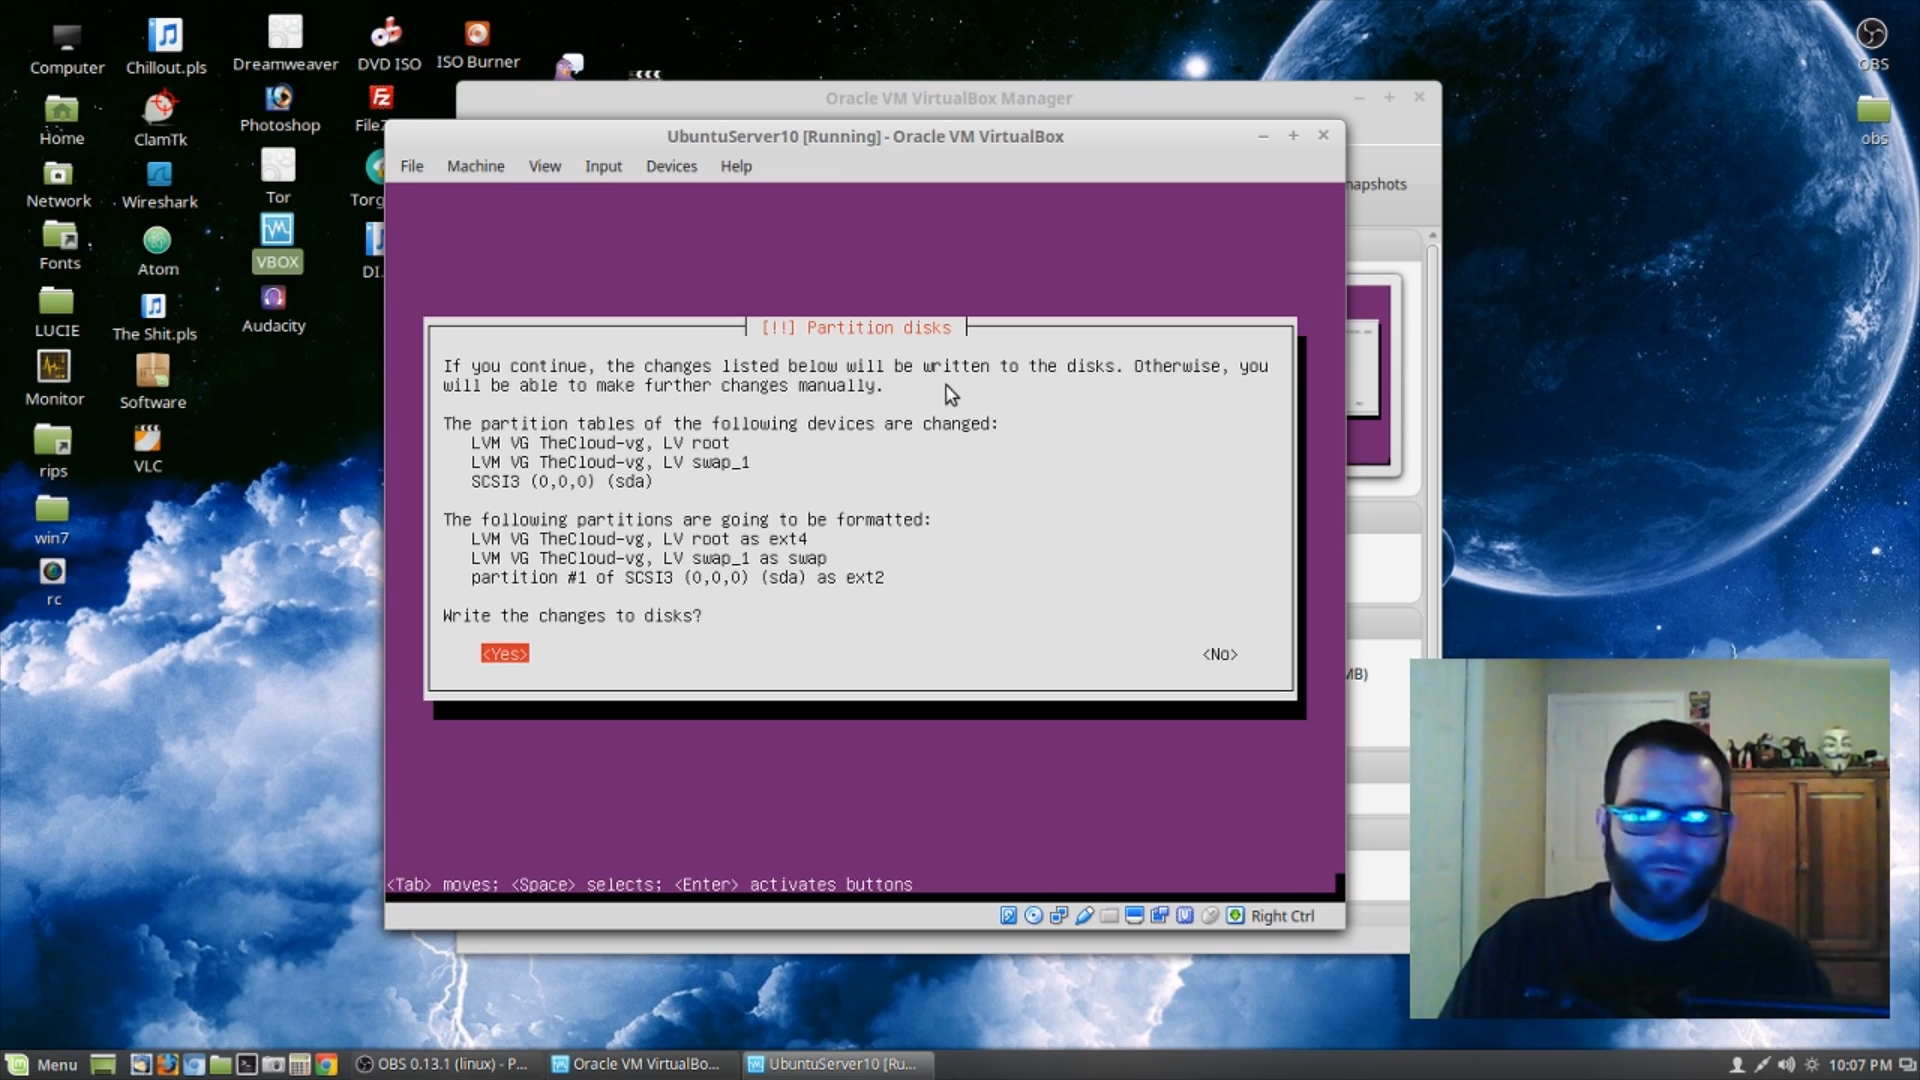 Computer
Chillout.pls
Dreamweaver
DVD ISO
ISO Burner
OBS
Home
ClamTk
Photoshop
FileZ
obs
Network
Wireshark
Tor
Torg
Fonts
Atom
VBOX
DI.
LUCIE
The Shit.pls
Audacity
Monitor
Software
rips
VLC
win7
rc
Oracle VM VirtualBox Manager
napshots
MB)
UbuntuServer10 [Running] - Oracle VM VirtualBox
File Machine View Input Devices Help
[!!] Partition disks
If you continue, the changes listed below will be written to the disks. Otherwise, you
will be able to make further changes manually.
The partition tables of the following devices are changed:
LVM VG TheCloud-vg, LV root
LVM VG TheCloud-vg, LV swap_1
SCSI3 (0,0,0) (sda)
The following partitions are going to be formatted:
LVM VG TheCloud-vg, LV root as ext4
LVM VG TheCloud-vg, LV swap_1 as swap
partition #1 of SCSI3 (0,0,0) (sda) as ext2
Write the changes to disks?
<Yes> <No>
<Tab> moves; <Space> selects; <Enter> activates buttons
Right Ctrl
Menu
OBS 0.13.1 (linux) - P...
Oracle VM VirtualBo...
UbuntuServer10 [Ru...
10:07 PM